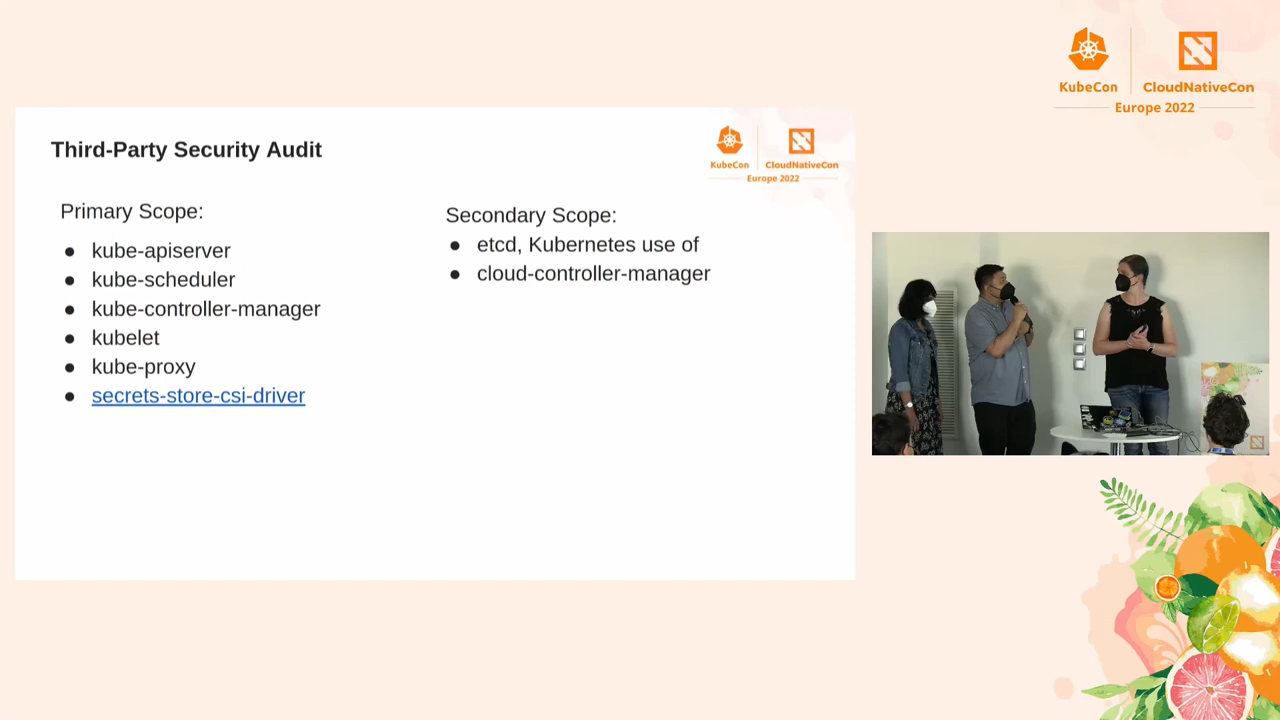 KubeCon
CloudNativeCon
Europe 2022
Third-Party Security Audit
KubeCon
CloudNativeCon
Europe 2022
Primary Scope:
kube-apiserver
kube-scheduler
kube-controller-manager
kubelet
kube-proxy
secrets-store-csi-driver
Secondary Scope:
etcd, Kubernetes use of
cloud-controller-manager